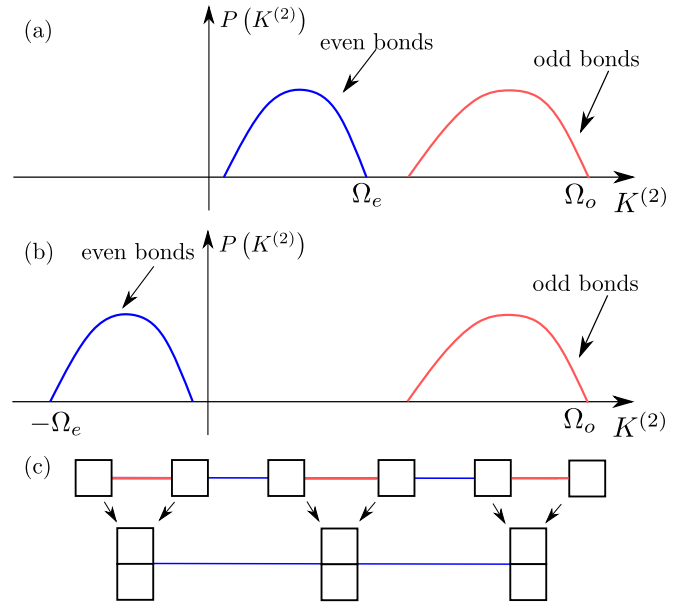 (a)
P (K^(2))
even bonds
odd bonds
Ω_e
Ω_o
K^(2)
(b)
even bonds
P (K^(2))
odd bonds
−Ω_e
Ω_o
K^(2)
(c)